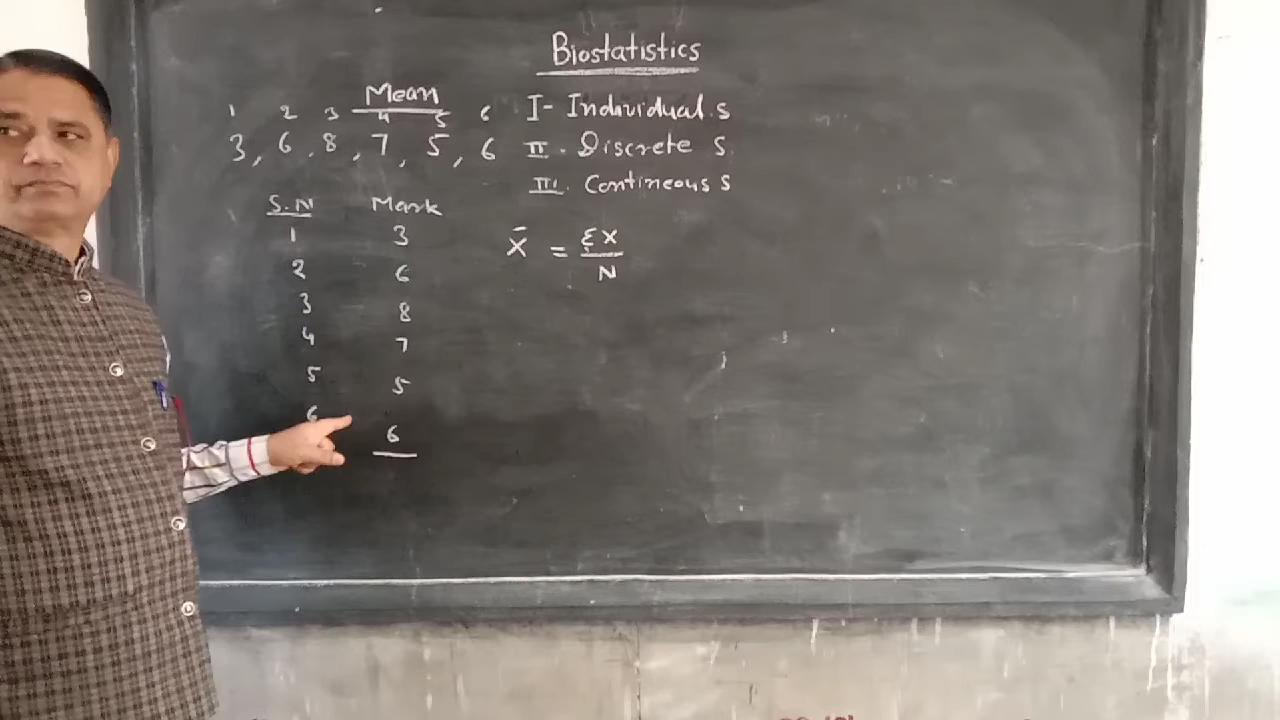 Biostatistics
Mean
1 2 3 4 5 6
3, 6, 8, 7, 5, 6
I- Individual s
II. Discrete s.
III. Contineous s
S.N Mark
1 3
2 6
3 8
4 7
5 5
6 6
x̄ = ΣX
N